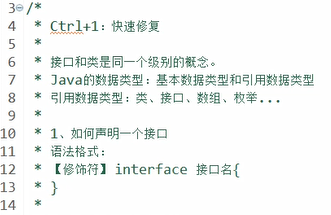 3 /*
4 * Ctrl+1：快速修复
5 *
6 * 接口和类是同一个级别的概念。
7 * Java的数据类型：基本数据类型和引用数据类型
8 * 引用数据类型：类、接口、数组、枚举...
9 *
10 * 1、如何声明一个接口
11 * 语法格式：
12 * 【修饰符】interface 接口名{
13 * }
14 *